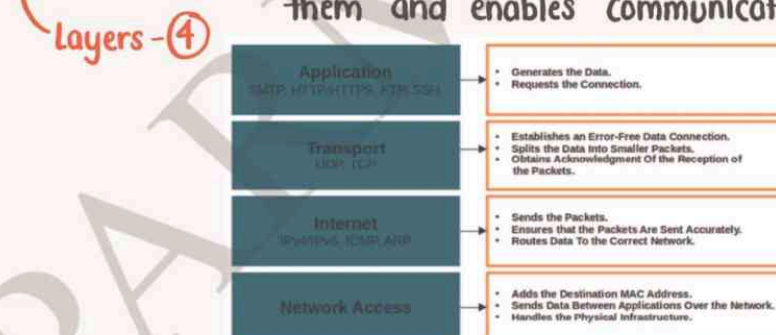 them and enables communicat
Layers - 4
Application
SMTP, HTTP/HTTPS, FTP, SSH
Generates the Data.
Requests the Connection.
Transport
UDP, TCP
Establishes an Error-Free Data Connection.
Splits the Data Into Smaller Packets.
Obtains Acknowledgment Of the Reception of
the Packets.
Internet
IPv4/IPv6, ICMP, ARP
Sends the Packets.
Ensures that the Packets Are Sent Accurately.
Routes Data To the Correct Network.
Network Access
Adds the Destination MAC Address.
Sends Data Between Applications Over the Network.
Handles the Physical Infrastructure.